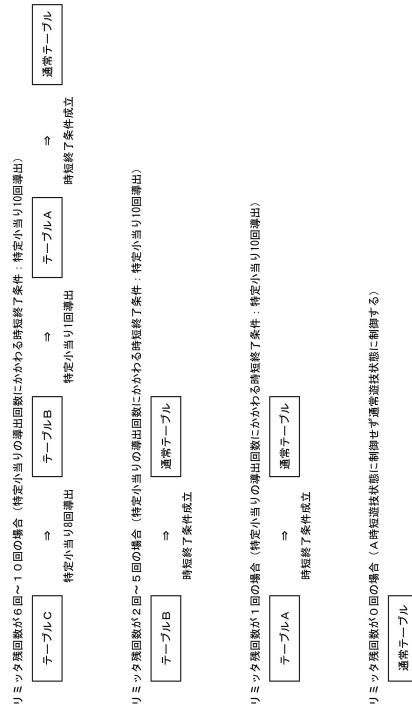 リミッタ残回数が6回～10回の場合（特定小当りの導出回数にかかわる時短終了条件：特定小当り10回導出）
テーブルC ⇒ テーブルB ⇒ テーブルA ⇒ 通常テーブル
特定小当り8回導出 特定小当り1回導出 時短終了条件成立
リミッタ残回数が2回～5回の場合（特定小当りの導出回数にかかわる時短終了条件：特定小当り10回導出）
テーブルB ⇒ 通常テーブル
時短終了条件成立
リミッタ残回数が1回の場合（特定小当りの導出回数にかかわる時短終了条件：特定小当り10回導出）
テーブルA ⇒ 通常テーブル
時短終了条件成立
リミッタ残回数が0回の場合（A時短遊技状態に制御せず通常遊技状態に制御する）
通常テーブル